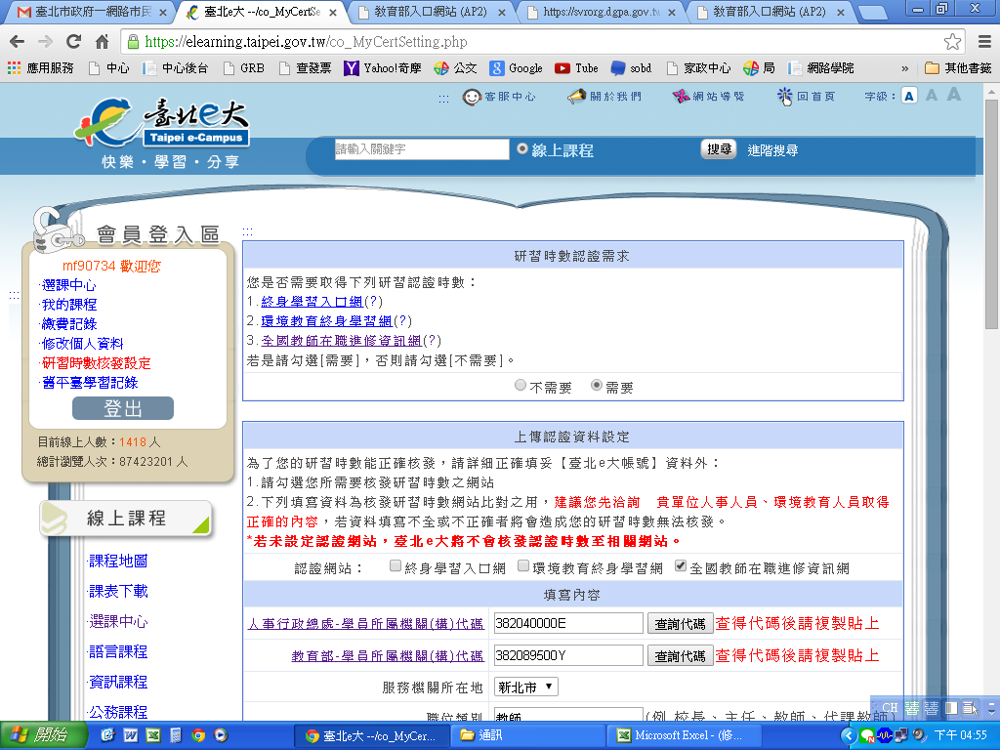 臺北市政府─網路市民
臺北e大 --/co_MyCertSe
教育部入口網站 (AP2)
https://svrorg.dgpa.gov.tw
教育部入口網站 (AP2)
https://elearning.taipei.gov.tw/co_MyCertSetting.php
應用服務
中心
中心後台
GRB
查發票
Yahoo!奇摩
公文
Google
Tube
sobd
家政中心
局
網路學院
»
其他書籤
:::
客服中心
關於我們
網站導覽
回首頁
字級：A A A
臺北e大
Taipei e-Campus
快樂・學習・分享
請輸入關鍵字
線上課程
搜尋
進階搜尋
會員登入區
mf90734 歡迎您
·選課中心
·我的課程
·繳費記錄
·修改個人資料
·研習時數核發設定
·舊平臺學習記錄
登出
目前線上人數：1418 人
總計瀏覽人次：87423201 人
:::
線上課程
·課程地圖
·課表下載
·選課中心
·語言課程
·資訊課程
·公務課程
:::
研習時數認證需求
您是否需要取得下列研習認證時數：
1.終身學習入口網(?)
2.環境教育終身學習網(?)
3.全國教師在職進修資訊網(?)
若是請勾選[需要]，否則請勾選[不需要]。
不需要 需要
上傳認證資料設定
為了您的研習時數能正確核發，請詳細正確填妥【臺北e大帳號】資料外：
1.請勾選您所需要核發研習時數之網站
2.下列填寫資料為核發研習時數網站比對之用，建議您先洽詢　貴單位人事人員、環境教育人員取得
正確的內容，若資料填寫不全或不正確者將會造成您的研習時數無法核發。
*若未設定認證網站，臺北e大將不會核發認證時數至相關網站。
認證網站： 終身學習入口網 環境教育終身學習網 全國教師在職進修資訊網
填寫內容
人事行政總處-學員所屬機關(構)代碼 382040000E 查詢代碼 查得代碼後請複製貼上
教育部-學員所屬機關(構)代碼 382089500Y 查詢代碼 查得代碼後請複製貼上
服務機關所在地 新北市
職位類別 教師 (例 校長、主任、教師、代課教師)
CH
開始
臺北e大 --/co_MyCer...
通訊
Microsoft Excel - (修...
下午 04:55